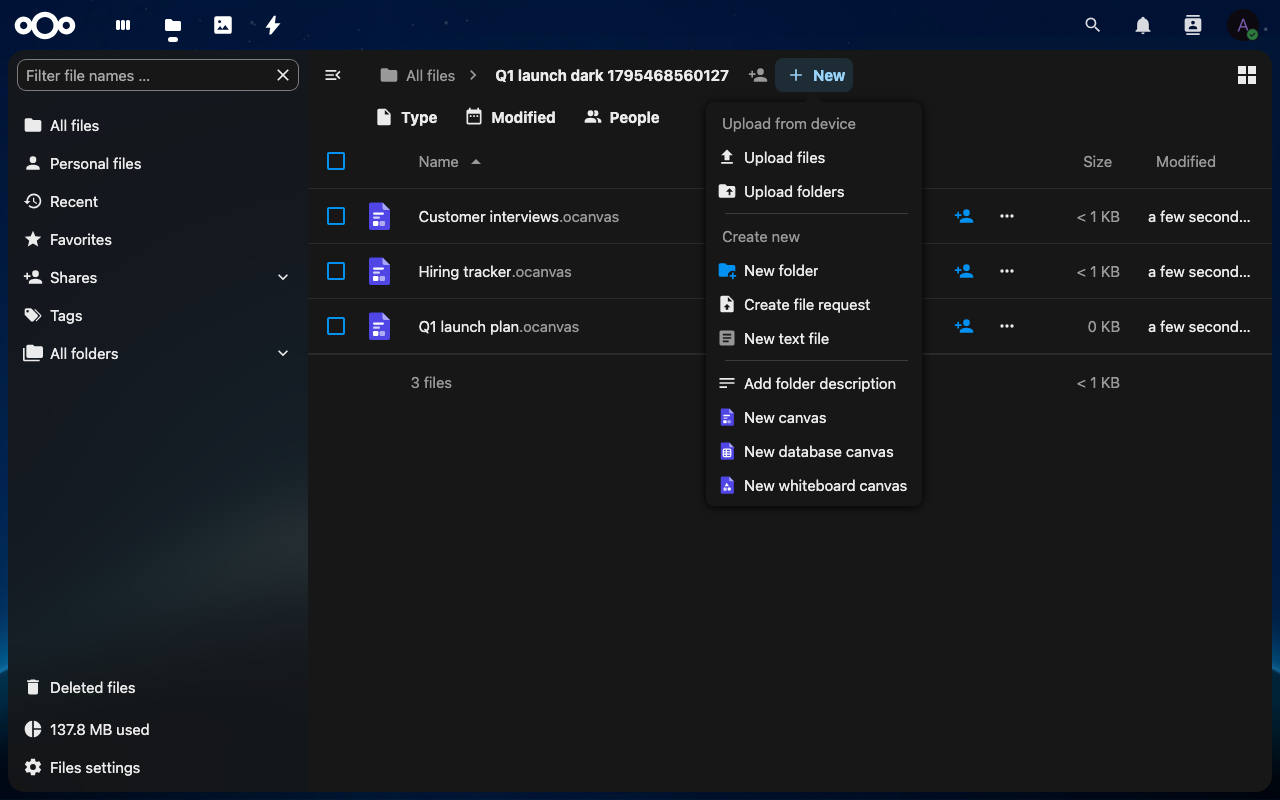 A
Filter file names ...
All files
Q1 launch dark 1795468560127
New
All files
Personal files
Recent
Favorites
Shares
Tags
All folders
Type
Modified
People
Upload from device
Upload files
Upload folders
Create new
New folder
Create file request
New text file
Add folder description
New canvas
New database canvas
New whiteboard canvas
Name
Size
Modified
Customer interviews.ocanvas
< 1 KB
a few second...
Hiring tracker.ocanvas
< 1 KB
a few second...
Q1 launch plan.ocanvas
0 KB
a few second...
3 files
< 1 KB
Deleted files
137.8 MB used
Files settings